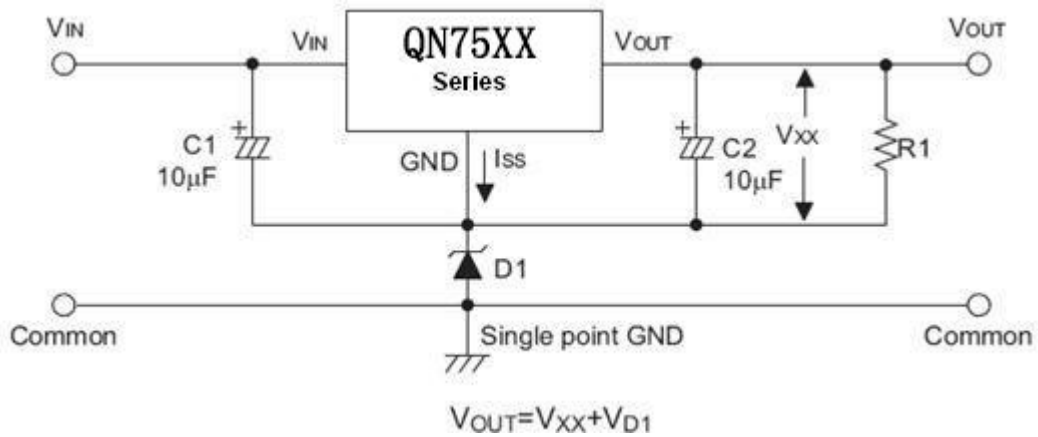 VIN
VIN
QN75XX
Series
VOUT
VOUT
+
C1
10μF
GND
ISS
+
C2
10μF
VXX
R1
D1
Common
Single point GND
Common
VOUT=VXX+VD1